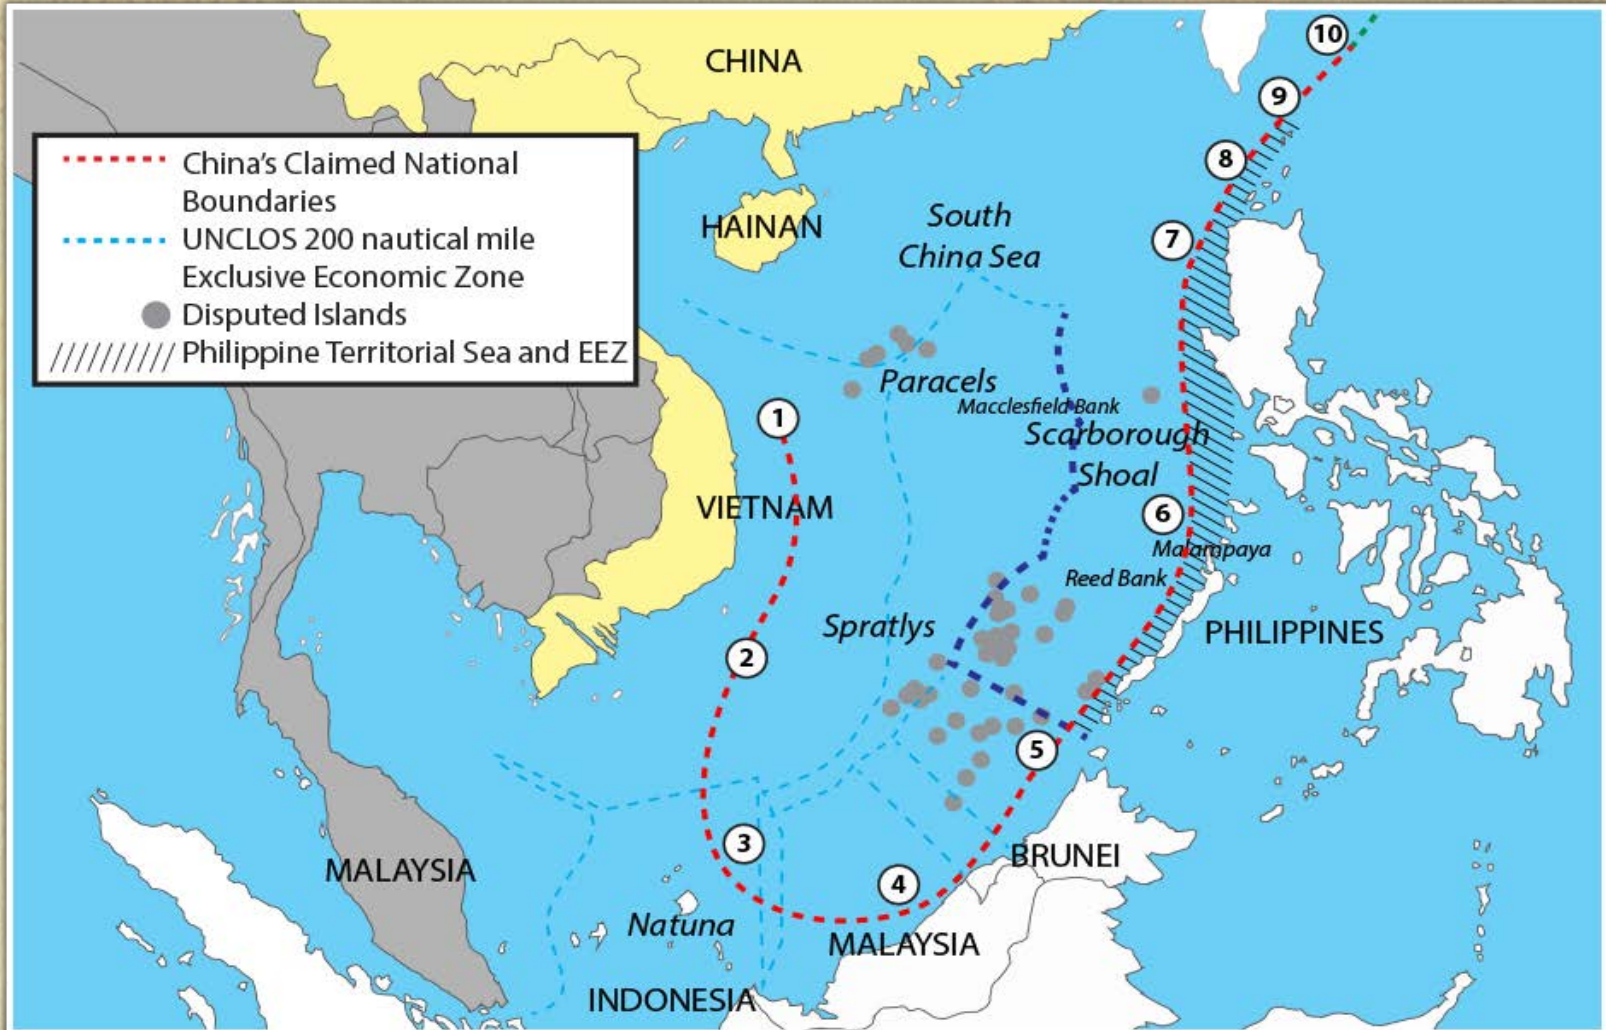 CHINA
10
9
China's Claimed National
Boundaries
UNCLOS 200 nautical mile
Exclusive Economic Zone
Disputed Islands
Philippine Territorial Sea and EEZ
8
HAINAN
South
China Sea
7
Paracels
Macclesfield Bank
1
Scarborough
Shoal
VIETNAM
6
Malampaya
Reed Bank
Spratlys
PHILIPPINES
2
5
3
BRUNEI
MALAYSIA
4
Natuna
MALAYSIA
INDONESIA